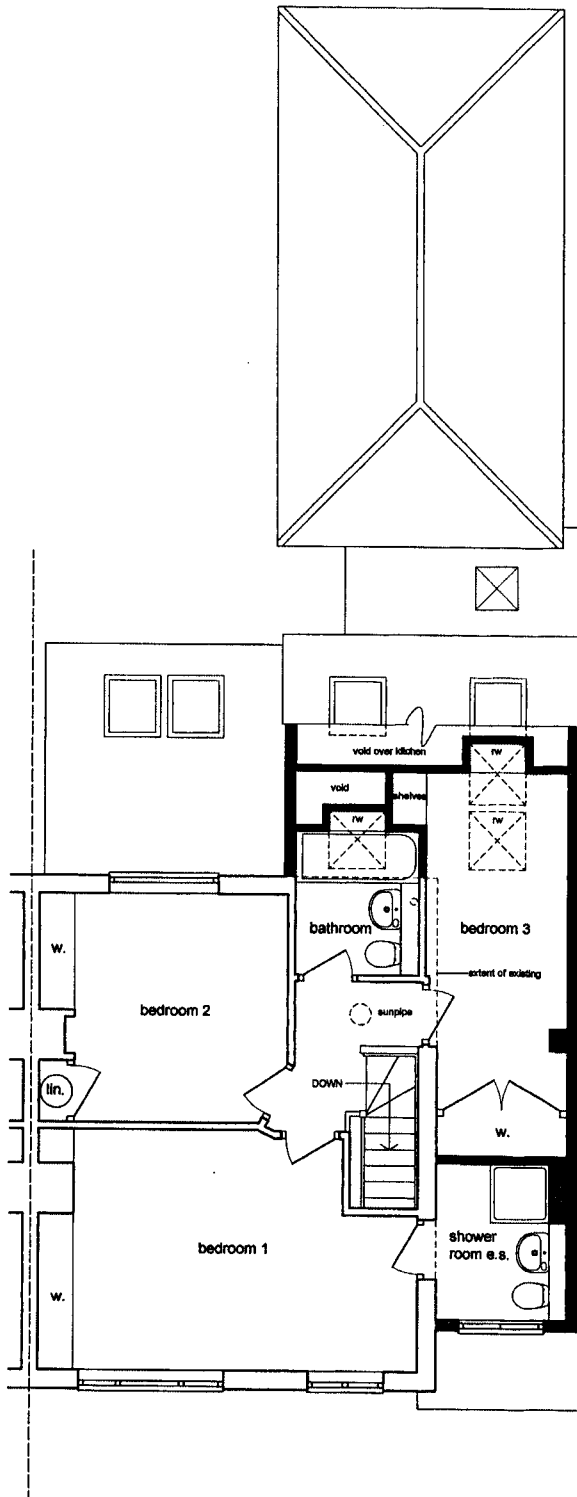 rw
void over kitchen
void
shelves
rw
rw
bathroom
bedroom 3
w.
extent of existing
bedroom 2
sunpipe
lin.
DOWN
w.
bedroom 1
shower
room e.s.
w.